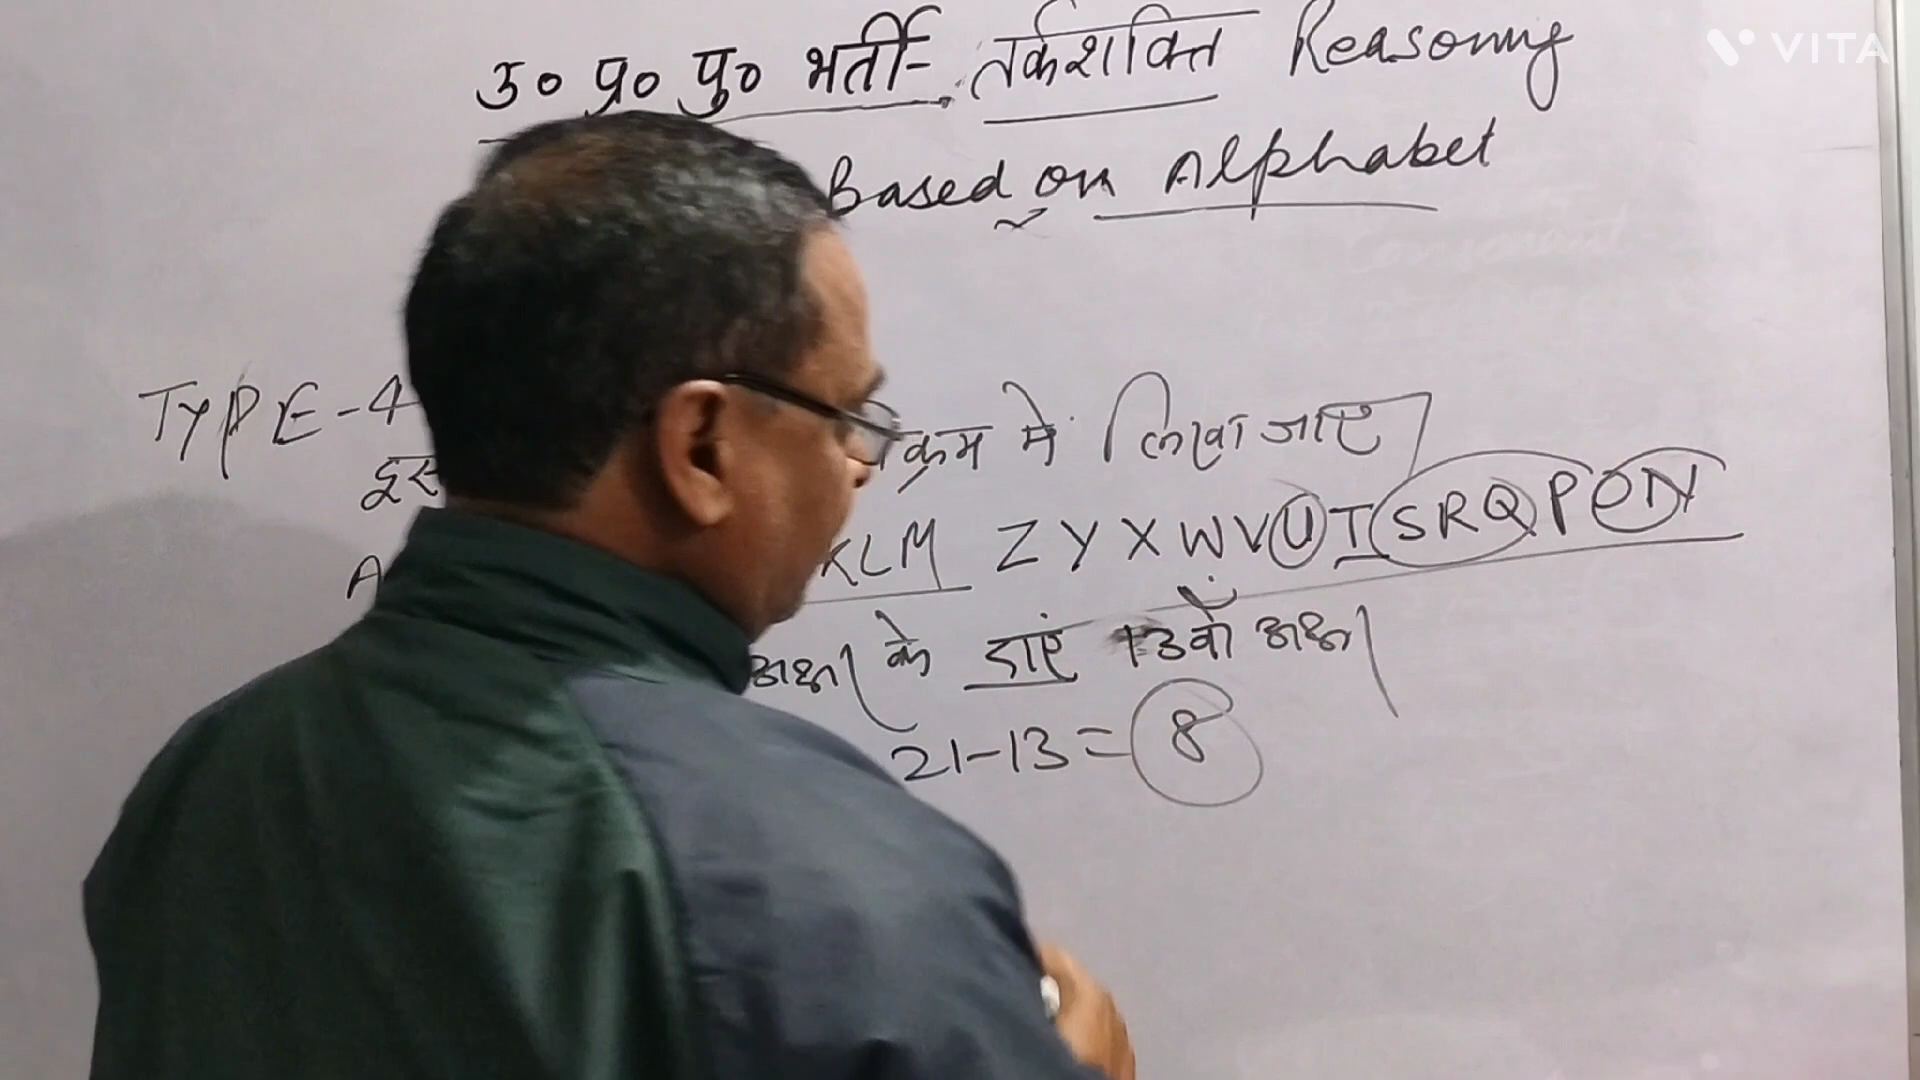 उ० प्र० पु० भर्ती- तर्कशक्ति Reasoning
Based on Alphabet
TYPE-4 क्रम में लिखा जाए
इस
A KLM ZYXWVUTSRQPON
अक्षर के दाएं 13वाँ अक्षर
21-13=8
VITA